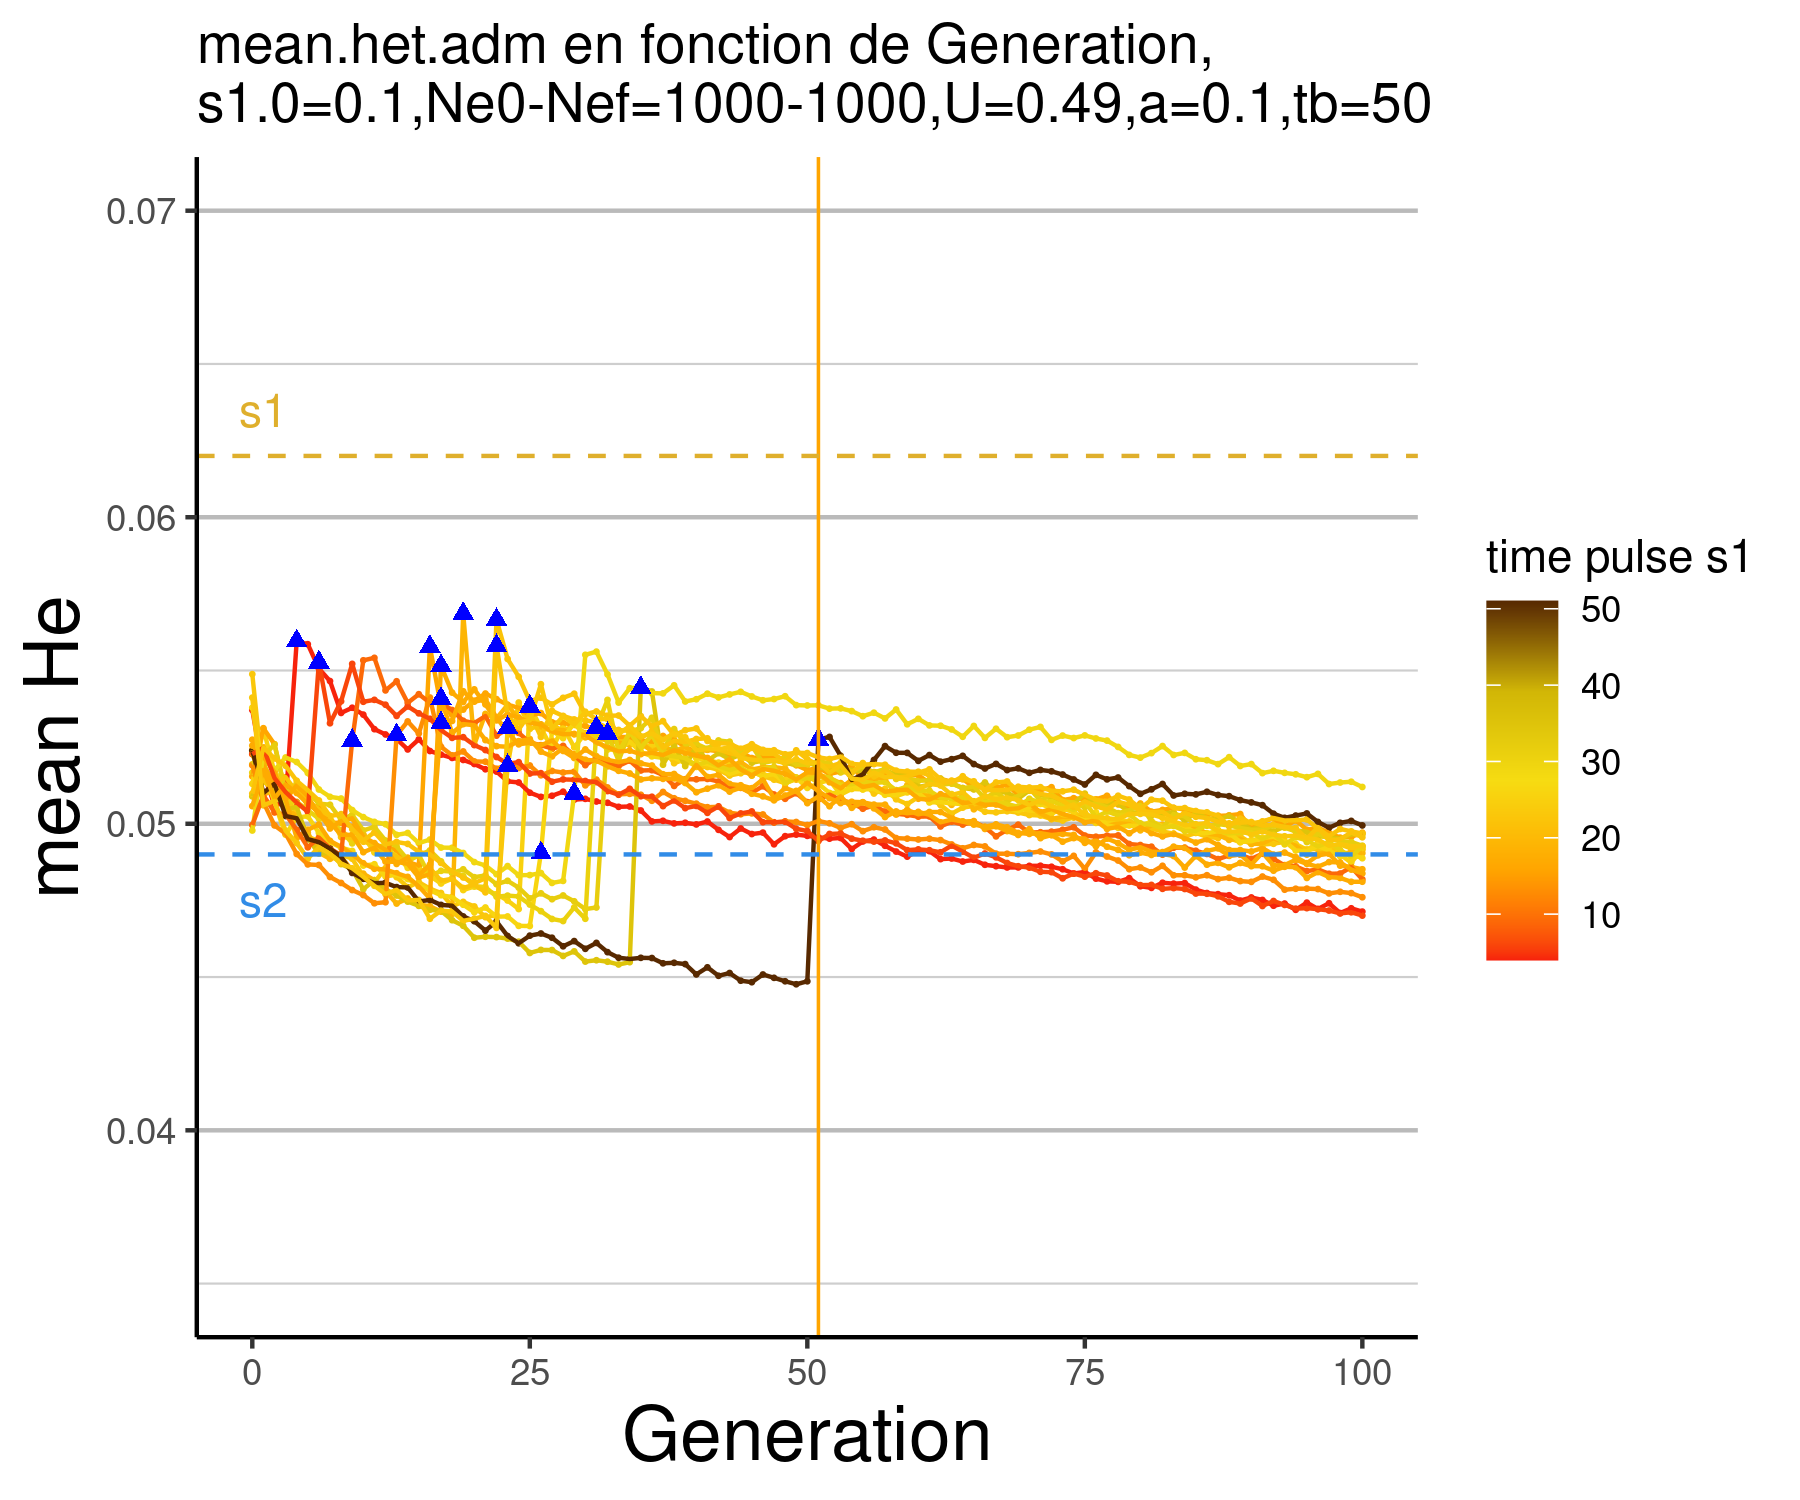 mean.het.adm en fonction de Generation,
s1.0=0.1,Ne0-Nef=1000-1000,U=0.49,a=0.1,tb=50
0.07
s1
0.06
mean He
0.05
s2
0.04
0
25
50
75
100
Generation
time pulse s1
50
40
30
20
10